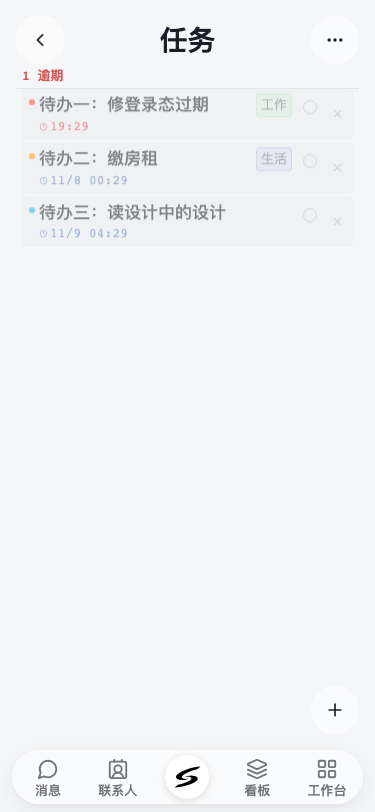 任务
1 逾期
待办一：修登录态过期
工作
19:29
待办二：缴房租
生活
11/8 00:29
待办三：读设计中的设计
11/9 04:29
消息
联系人
看板
工作台